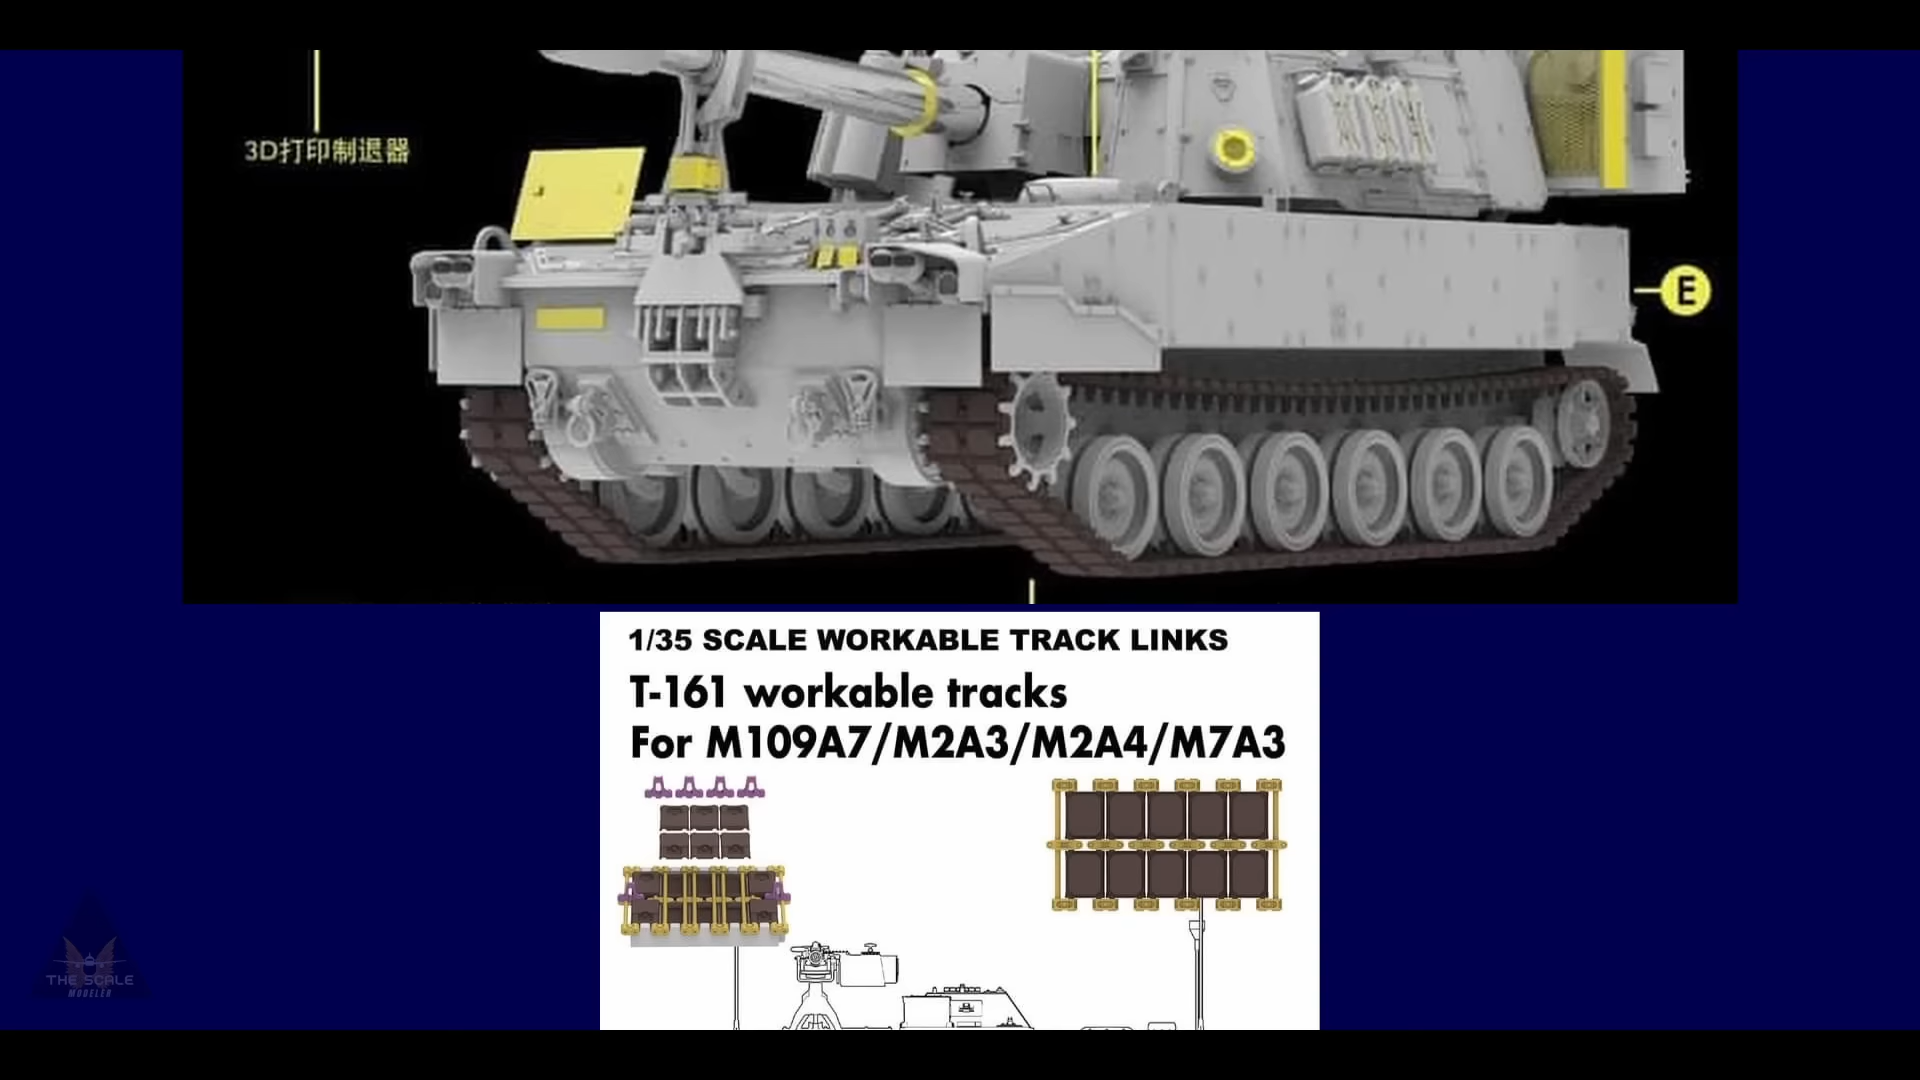 3D打印制退器
E
1/35 SCALE WORKABLE TRACK LINKS
T-161 workable tracks
For M109A7/M2A3/M2A4/M7A3
THE SCALE
MODELER